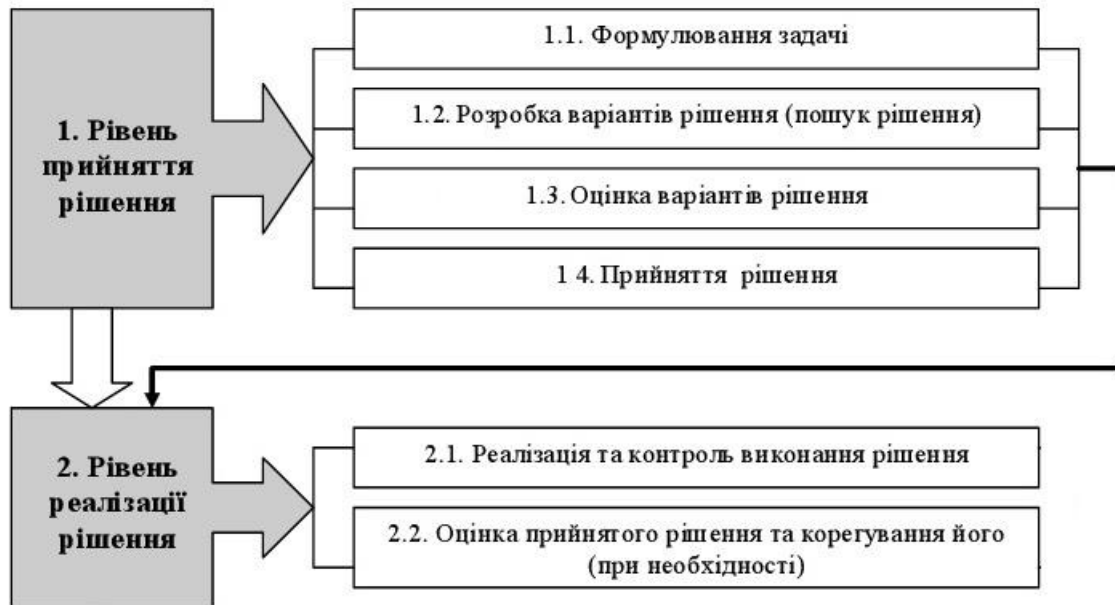 1. Рівень
прийняття
рішення
1.1. Формулювання задачі
1.2. Розробка варіантів рішення (пошук рішення)
1.3. Оцінка варіантів рішення
1 4. Прийняття рішення
2. Рівень
реалізації
рішення
2.1. Реалізація та контроль виконання рішення
2.2. Оцінка прийнятого рішення та корегування його
(при необхідності)